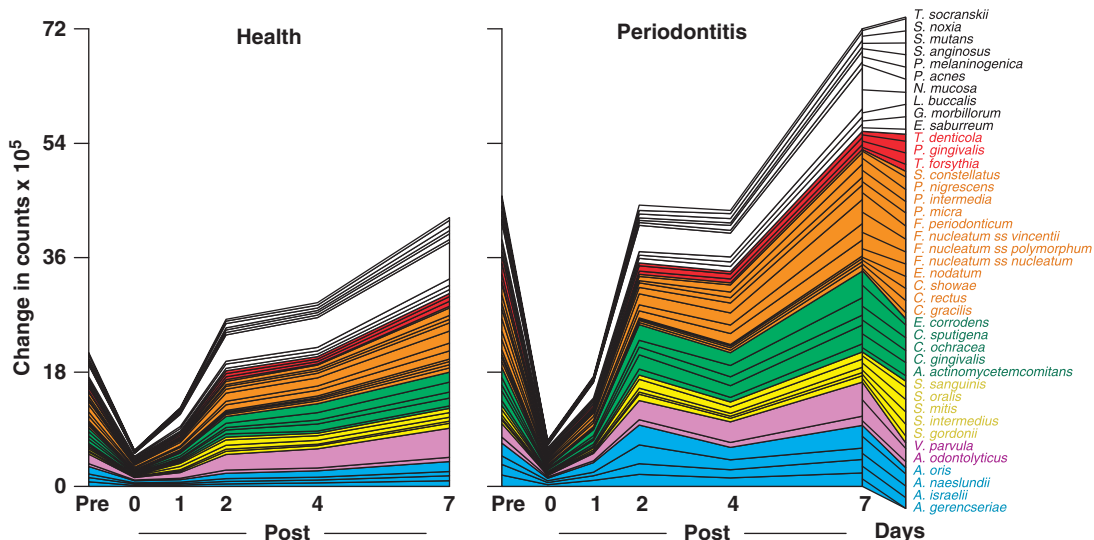 Health
Periodontitis
Change in counts x 10⁵
72
54
36
18
0
Pre 0 1 2 4 7
Post
Pre 0 1 2 4 7
Post
Days
T. socranskii
S. noxia
S. mutans
S. anginosus
P. melaninogenica
P. acnes
N. mucosa
L. buccalis
G. morbillorum
E. saburreum
T. denticola
P. gingivalis
T. forsythia
S. constellatus
P. nigrescens
P. intermedia
P. micra
F. periodonticum
F. nucleatum ss vincentii
F. nucleatum ss polymorphum
F. nucleatum ss nucleatum
E. nodatum
C. showae
C. rectus
C. gracilis
E. corrodens
C. sputigena
C. ochracea
C. gingivalis
A. actinomycetemcomitans
S. sanguinis
S. oralis
S. mitis
S. intermedius
S. gordonii
V. parvula
A. odontolyticus
A. oris
A. naeslundii
A. israelii
A. gerencseriae